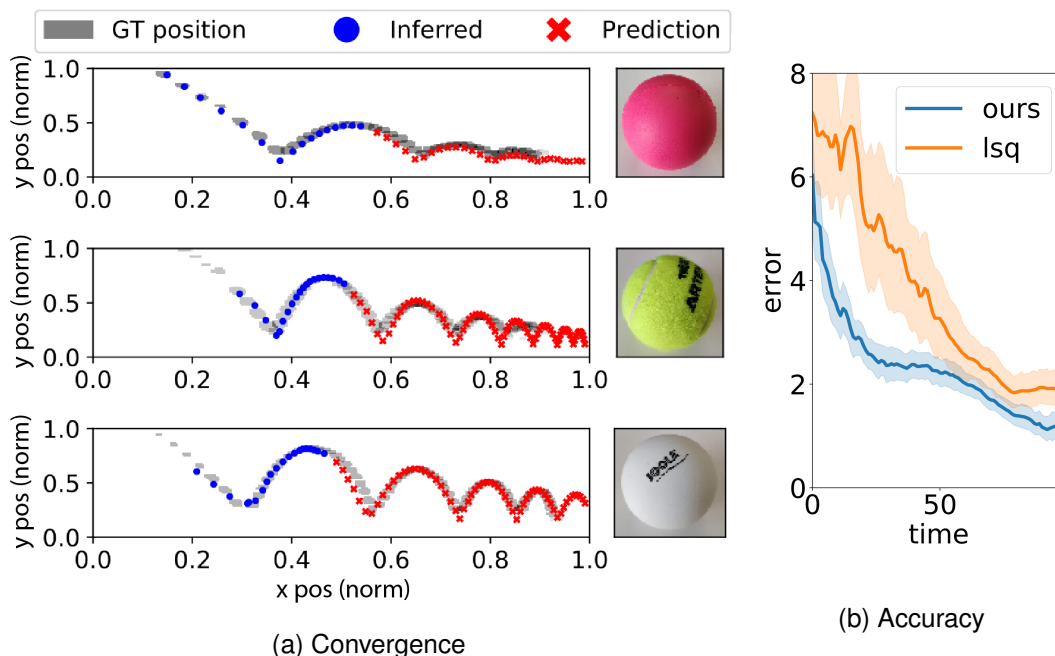 GT position Inferred Prediction
1.0
0.5
0.0
y pos (norm)
0.0 0.2 0.4 0.6 0.8 1.0
1.0
0.5
0.0
y pos (norm)
0.0 0.2 0.4 0.6 0.8 1.0
1.0
0.5
0.0
y pos (norm)
0.0 0.2 0.4 0.6 0.8 1.0
x pos (norm)
JOOLA
(a) Convergence
8
6
4
2
0
error
ours
lsq
0 50
time
(b) Accuracy